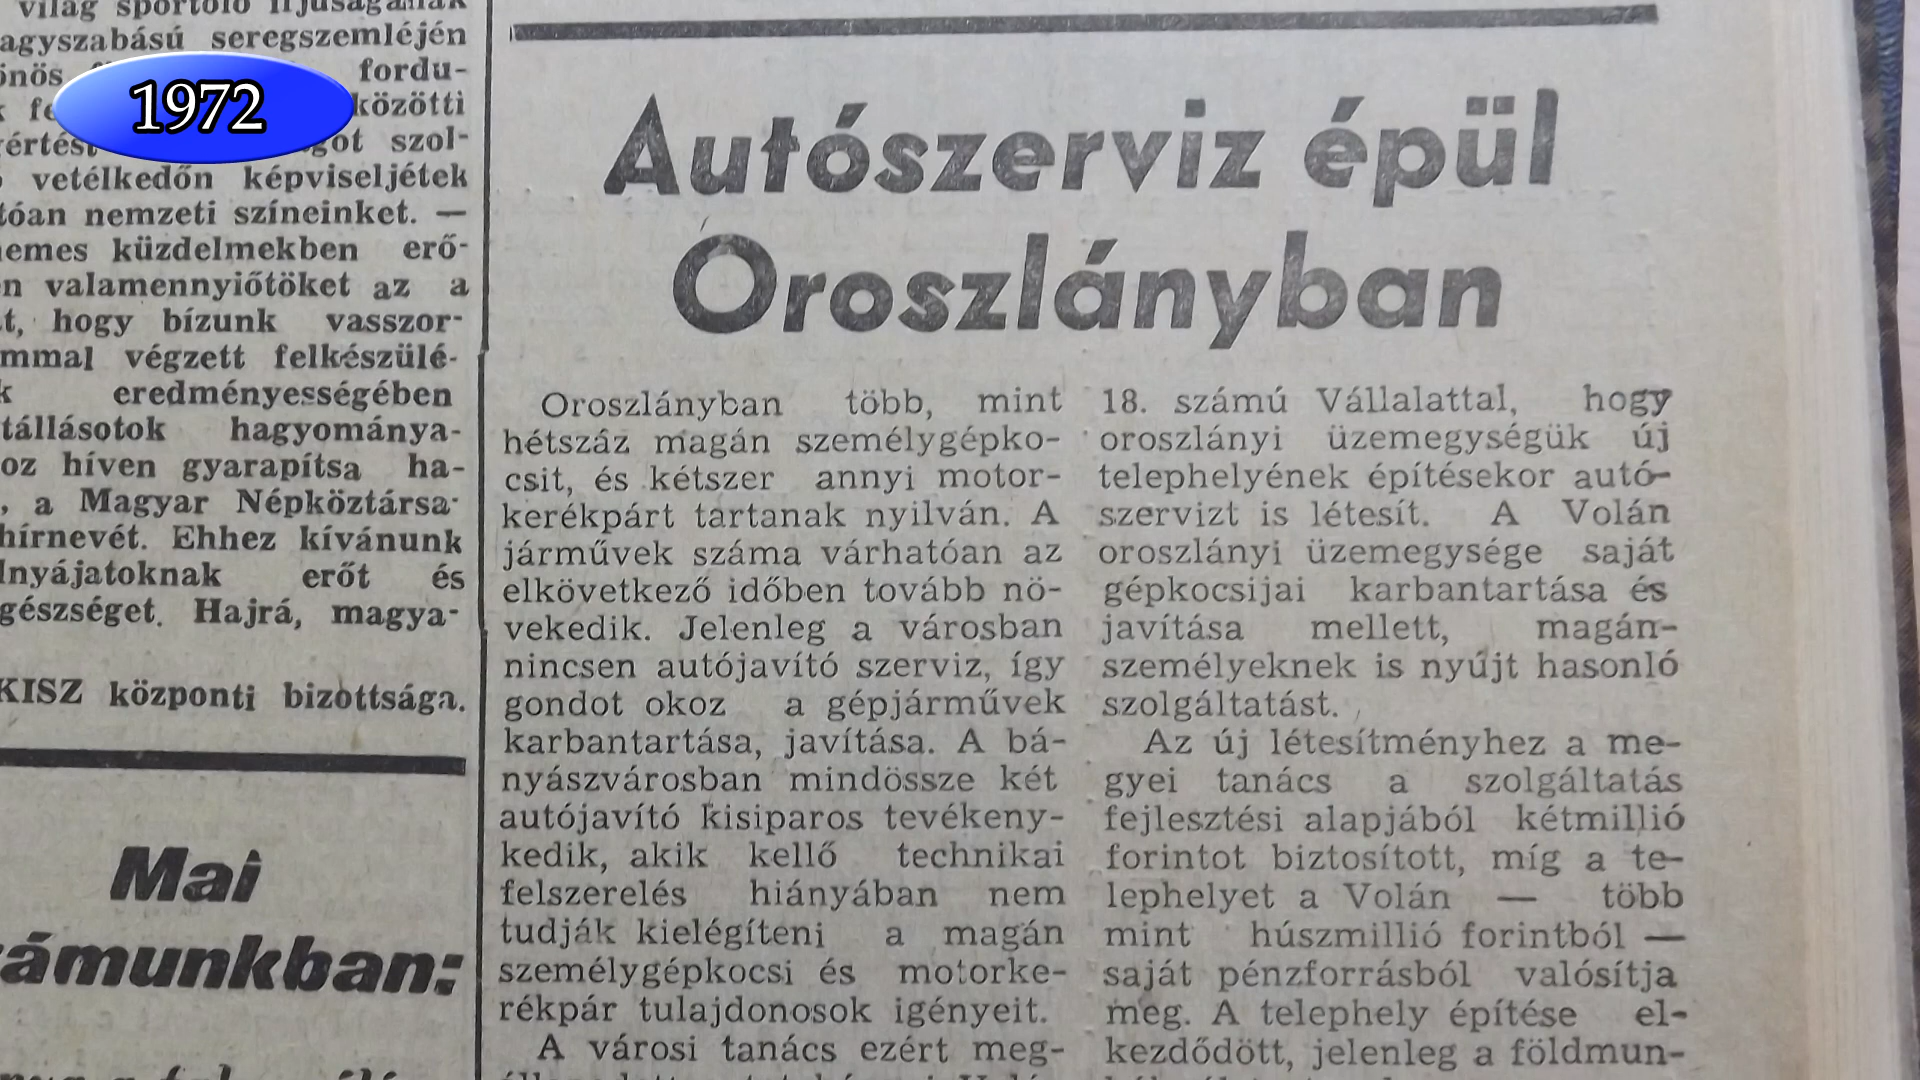 világ sportoló ifjúságának
agyszabású seregszemléjén
önös fordu-
közötti
szol-
vetélkedőn képviseljétek
tóan nemzeti színeinket. —
nemes küzdelmekben erő-
n valamennyiőtöket az a
t, hogy bízunk vasszor-
mmal végzett felkészülé-
k eredményességében
tállásotok hagyománya-
oz híven gyarapítsa ha-
, a Magyar Népköztársa-
hírnevét. Ehhez kívánunk
lnyájatoknak erőt és
gészséget. Hajrá, magya-
KISZ központi bizottsága.
1972
Mai
ámunkban:
Autószerviz épül
Oroszlányban
Oroszlányban több, mint
hétszáz magán személygépko-
csit, és kétszer annyi motor-
kerékpárt tartanak nyilván. A
járművek száma várhatóan az
elkövetkező időben tovább nö-
vekedik. Jelenleg a városban
nincsen autójavító szerviz, így
gondot okoz a gépjárművek
karbantartása, javítása. A bá-
nyászvárosban mindössze két
autójavító kisiparos tevékeny-
kedik, akik kellő technikai
felszerelés hiányában nem
tudják kielégíteni a magán
személygépkocsi és motorke-
rékpár tulajdonosok igényeit.
A városi tanács ezért meg-
18. számú Vállalattal, hogy
oroszlányi üzemegységük új
telephelyének építésekor autó-
szervizt is létesít. A Volán
oroszlányi üzemegysége saját
gépkocsijai karbantartása és
javítása mellett, magán-
személyeknek is nyújt hasonló
szolgáltatást.
Az új létesítményhez a me-
gyei tanács a szolgáltatás
fejlesztési alapjából kétmillió
forintot biztosított, míg a te-
lephelyet a Volán — több
mint húszmillió forintból —
saját pénzforrásból valósítja
meg. A telephely építése el-
kezdődött, jelenleg a földmun-